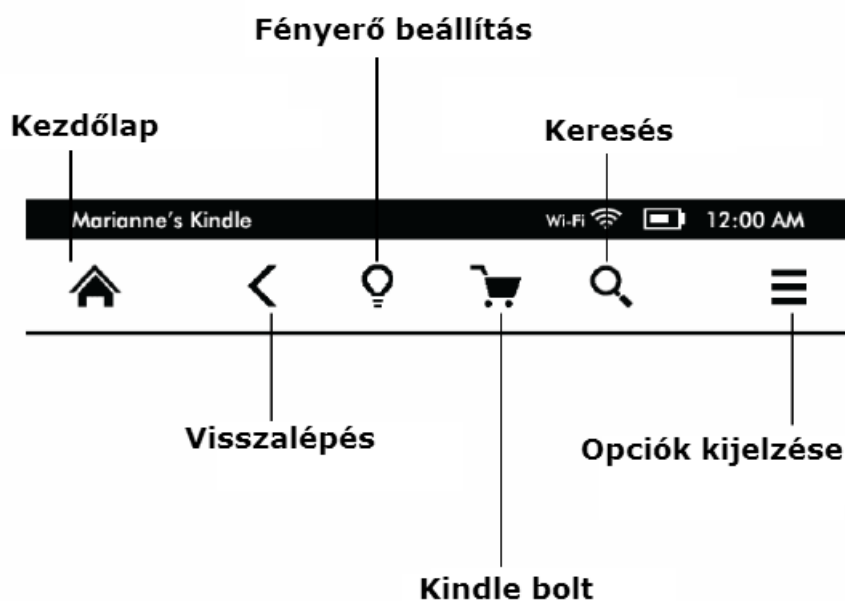 Fényerő beállítás
Kezdőlap
Keresés
Marianne's Kindle
Wi-Fi
12:00 AM
Visszalépés
Opciók kijelzése
Kindle bolt